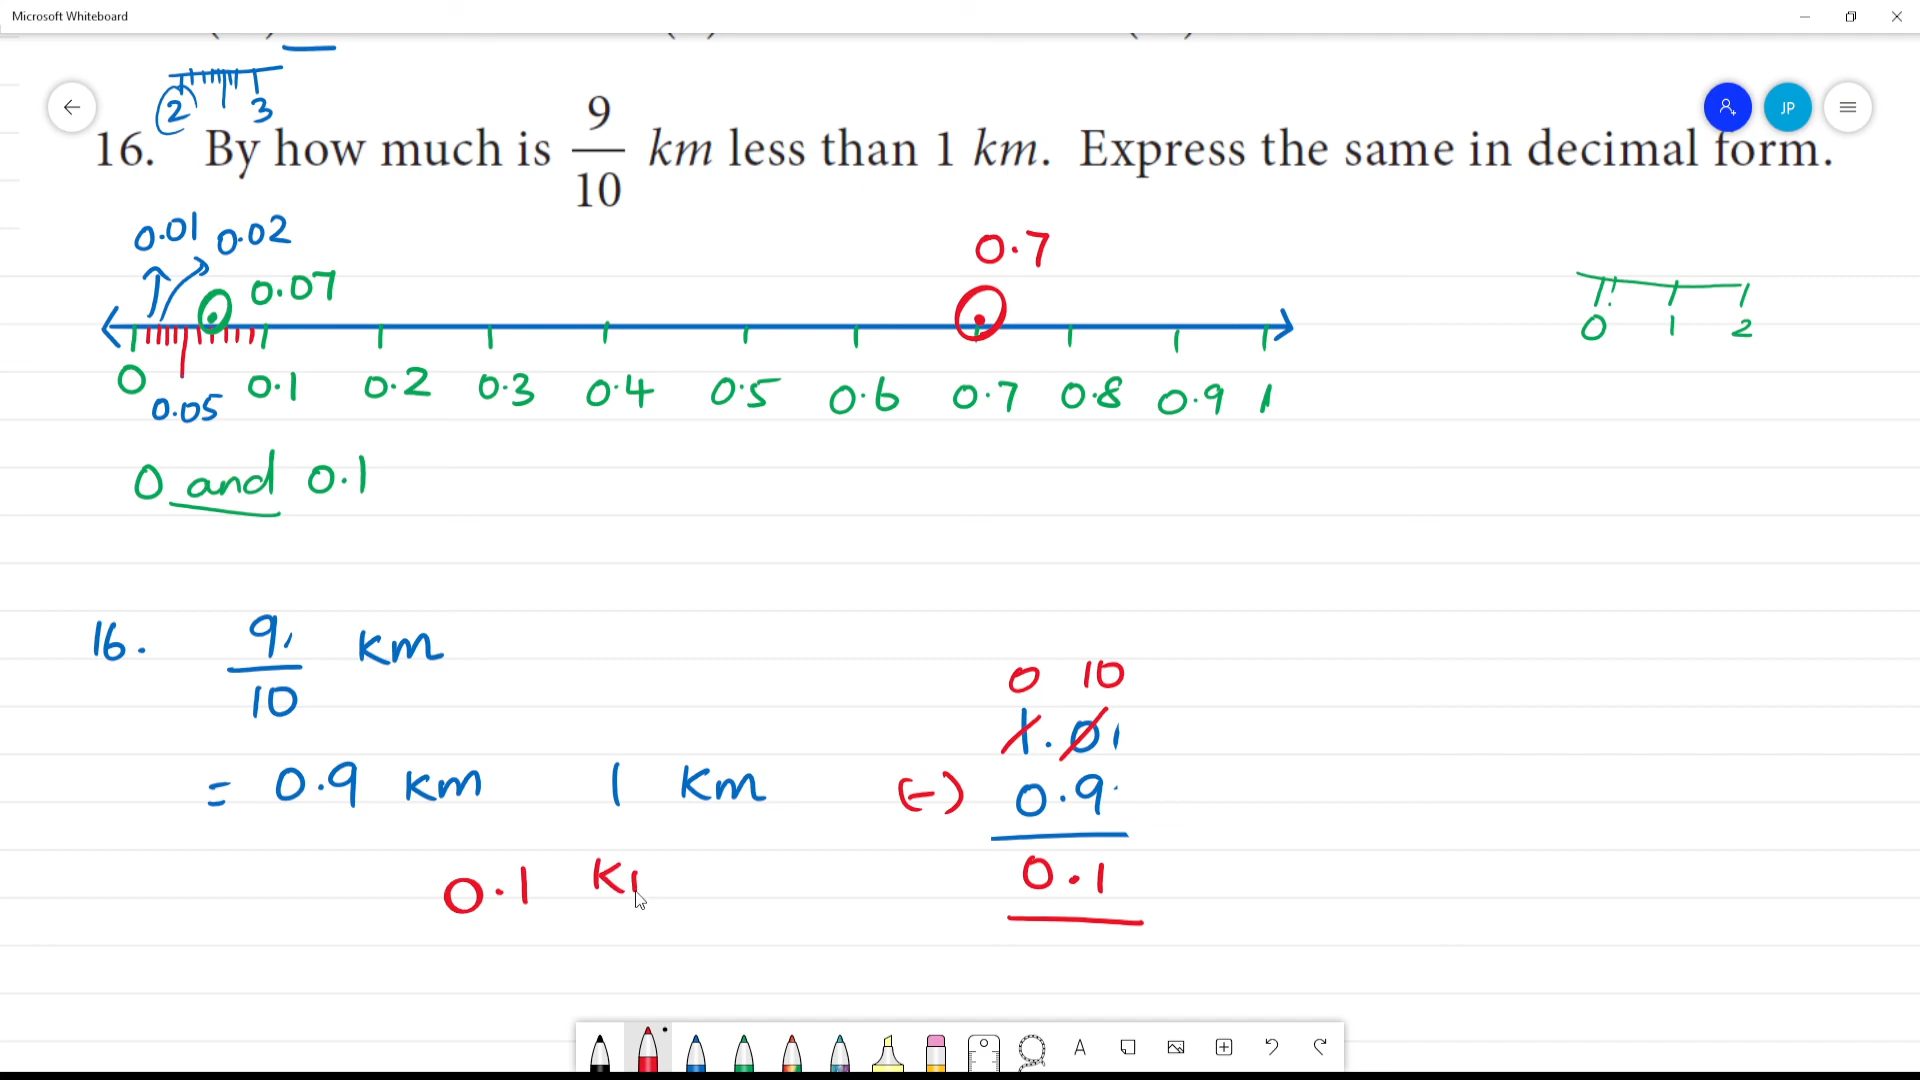 Microsoft Whiteboard
2 3
JP
16. By how much is 9/10 km less than 1 km. Express the same in decimal form.
0.01 0.02
0.7
0.07
0 1 2
0 0.1 0.2 0.3 0.4 0.5 0.6 0.7 0.8 0.9 1
0.05
0 and 0.1
16. 9/10 km
0 10
1.0
= 0.9 km 1 km (-) 0.9
0.1 K
0.1
A